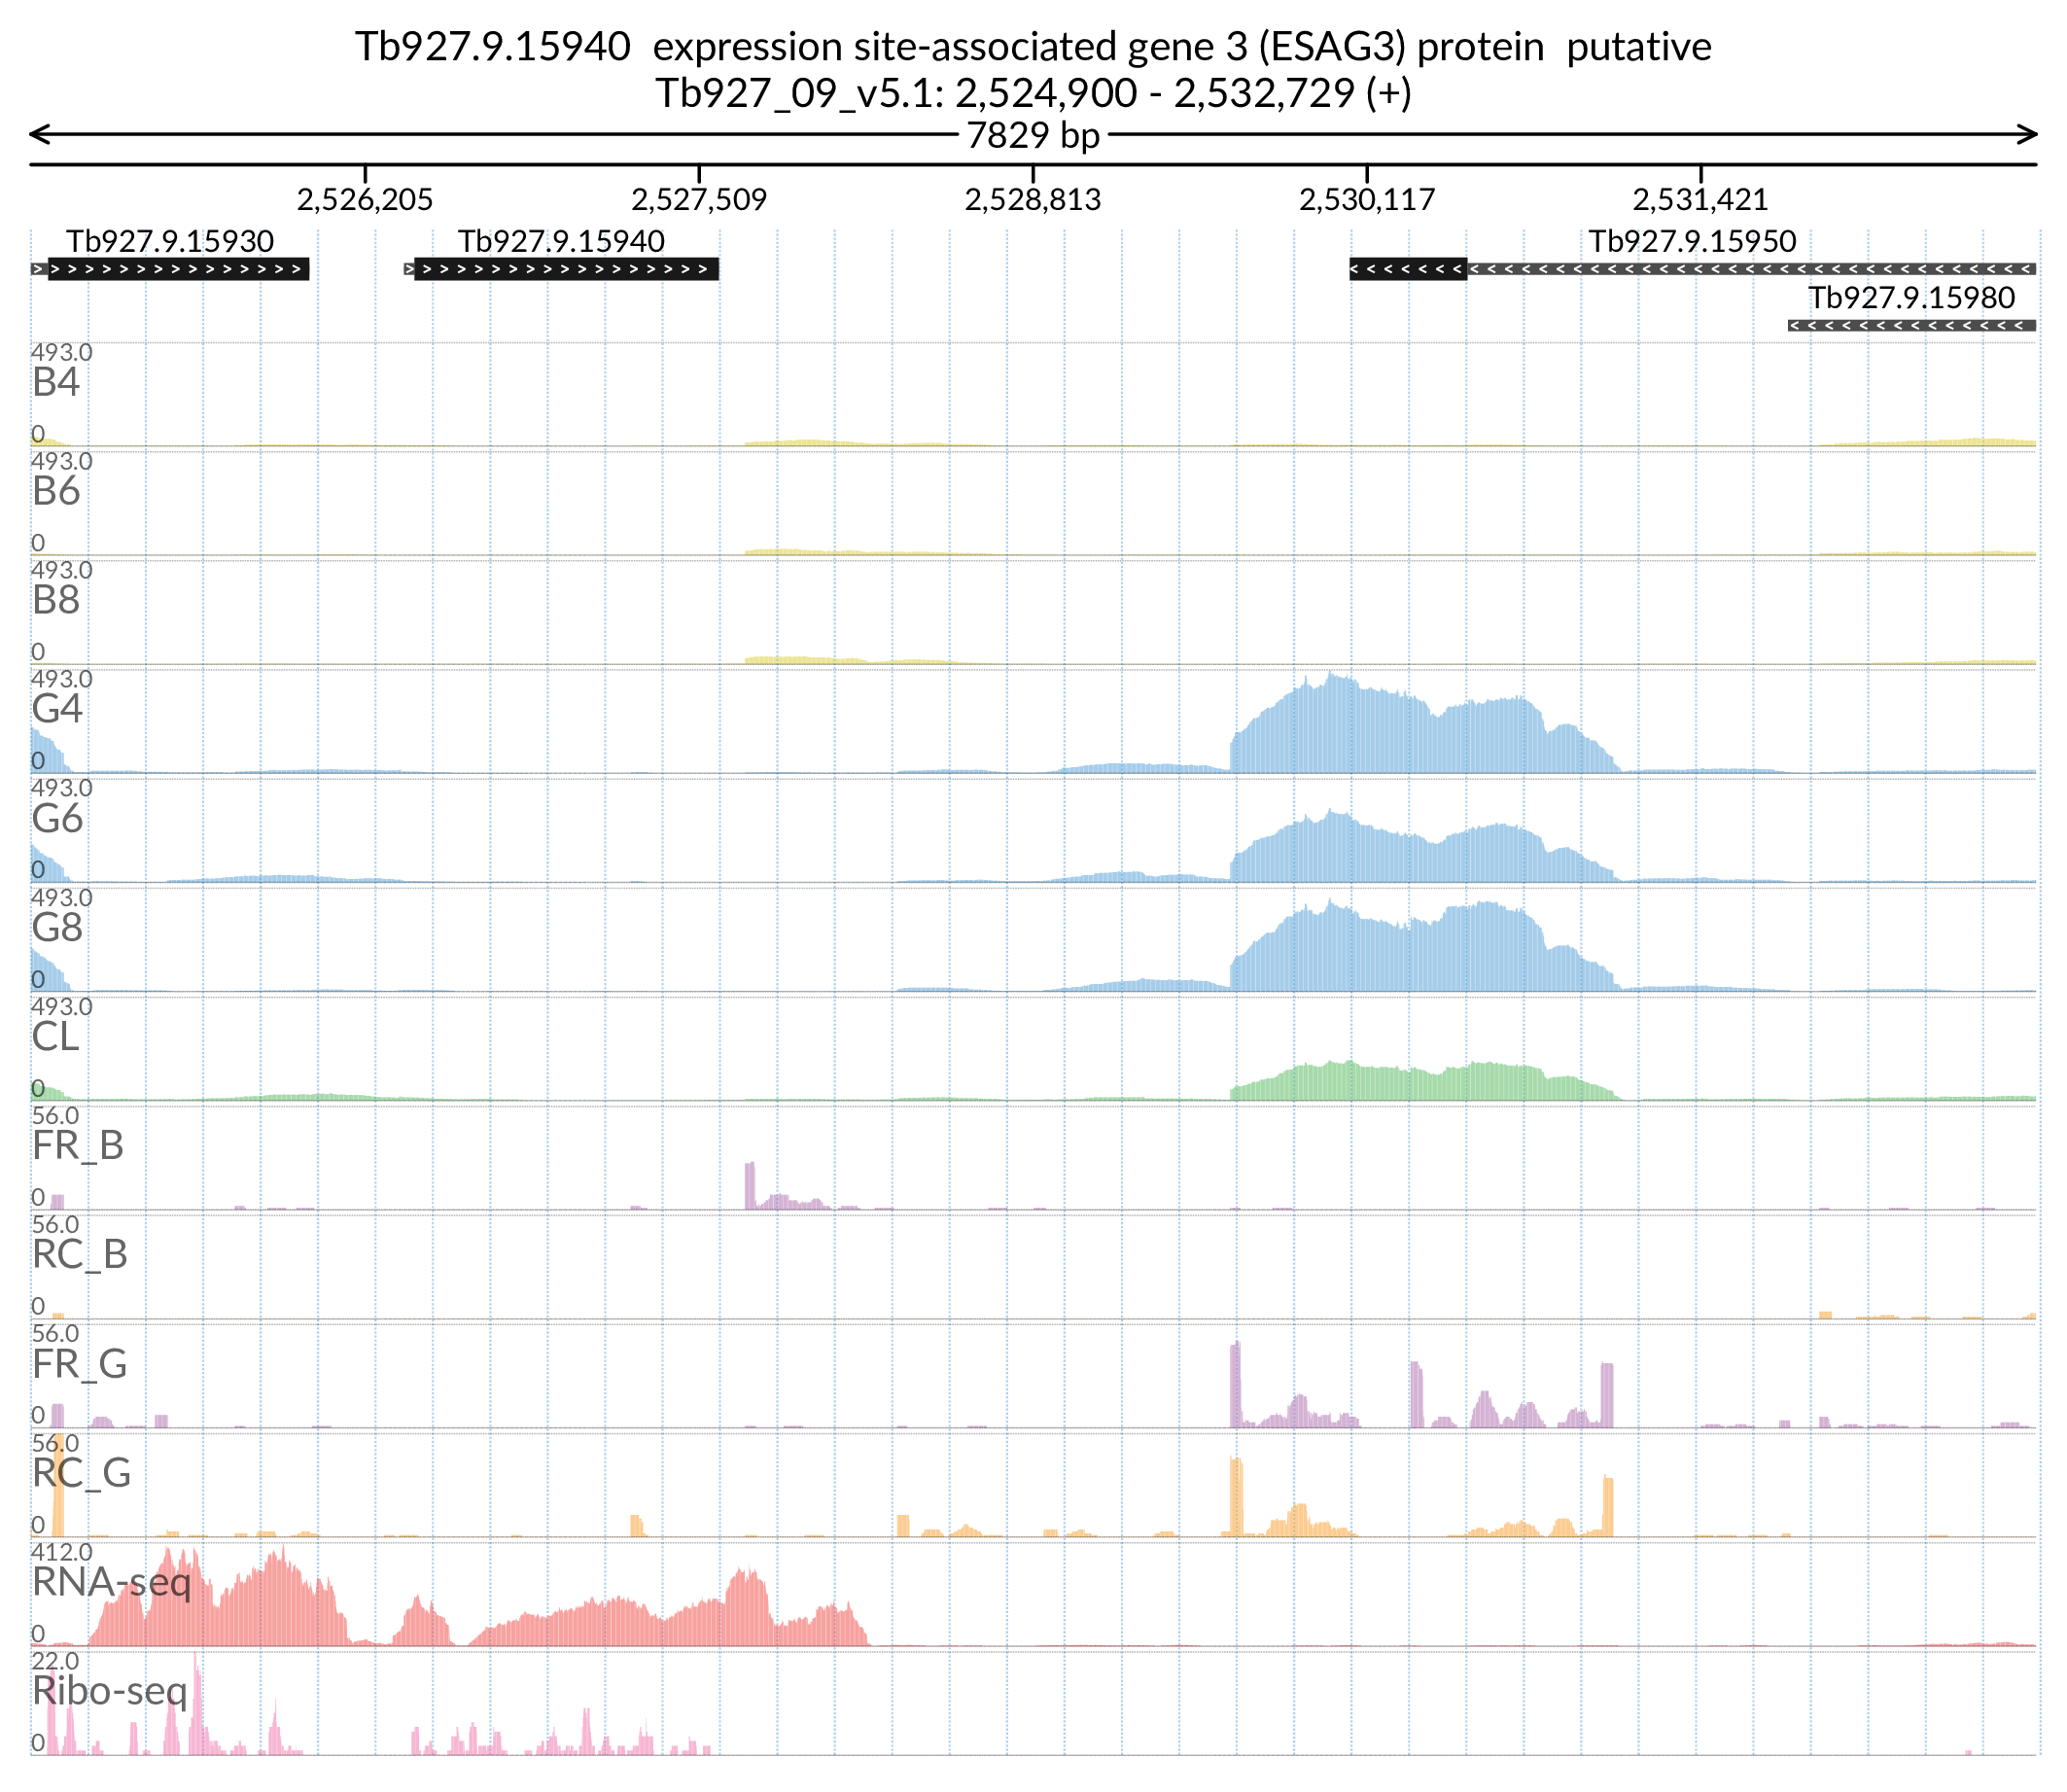 Tb927.9.15940  expression site-associated gene 3 (ESAG3) protein  putative
Tb927_09_v5.1: 2,524,900 - 2,532,729 (+)
7829 bp
2,526,205 2,527,509 2,528,813 2,530,117 2,531,421
Tb927.9.15930 Tb927.9.15940 Tb927.9.15950
Tb927.9.15980
493.0
B4
0
493.0
B6
0
493.0
B8
0
493.0
G4
0
493.0
G6
0
493.0
G8
0
493.0
CL
0
56.0
FR_B
0
56.0
RC_B
0
56.0
FR_G
0
56.0
RC_G
0
412.0
RNA-seq
0
22.0
Ribo-seq
0